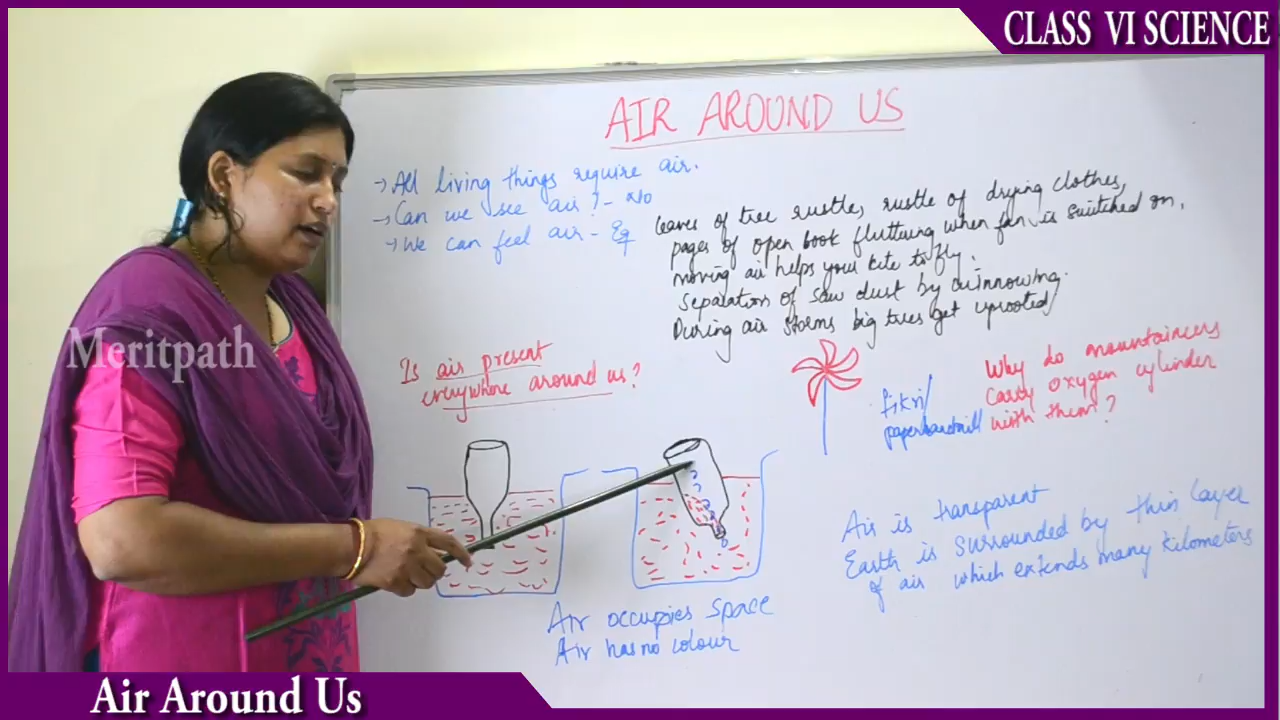 CLASS VI SCIENCE
AIR AROUND US
→ All living things require air.
→ Can we see air? - no
→ We can feel air - Eg
leaves of tree rustle, rustle of drying clothes,
pages of open book fluttering when fan is switched on,
moving air helps your kite to fly.
Separation of saw dust by winnowing.
During air storms big trees get uprooted
Meritpath
Is air present
everywhere around us?
firki/
Why do mountaineers
carry oxygen cylinder
with them?
Air is transparent
Earth is surrounded by thin layer
of air which extends many kilometers
Air occupies space
Air has no colour
Air Around Us